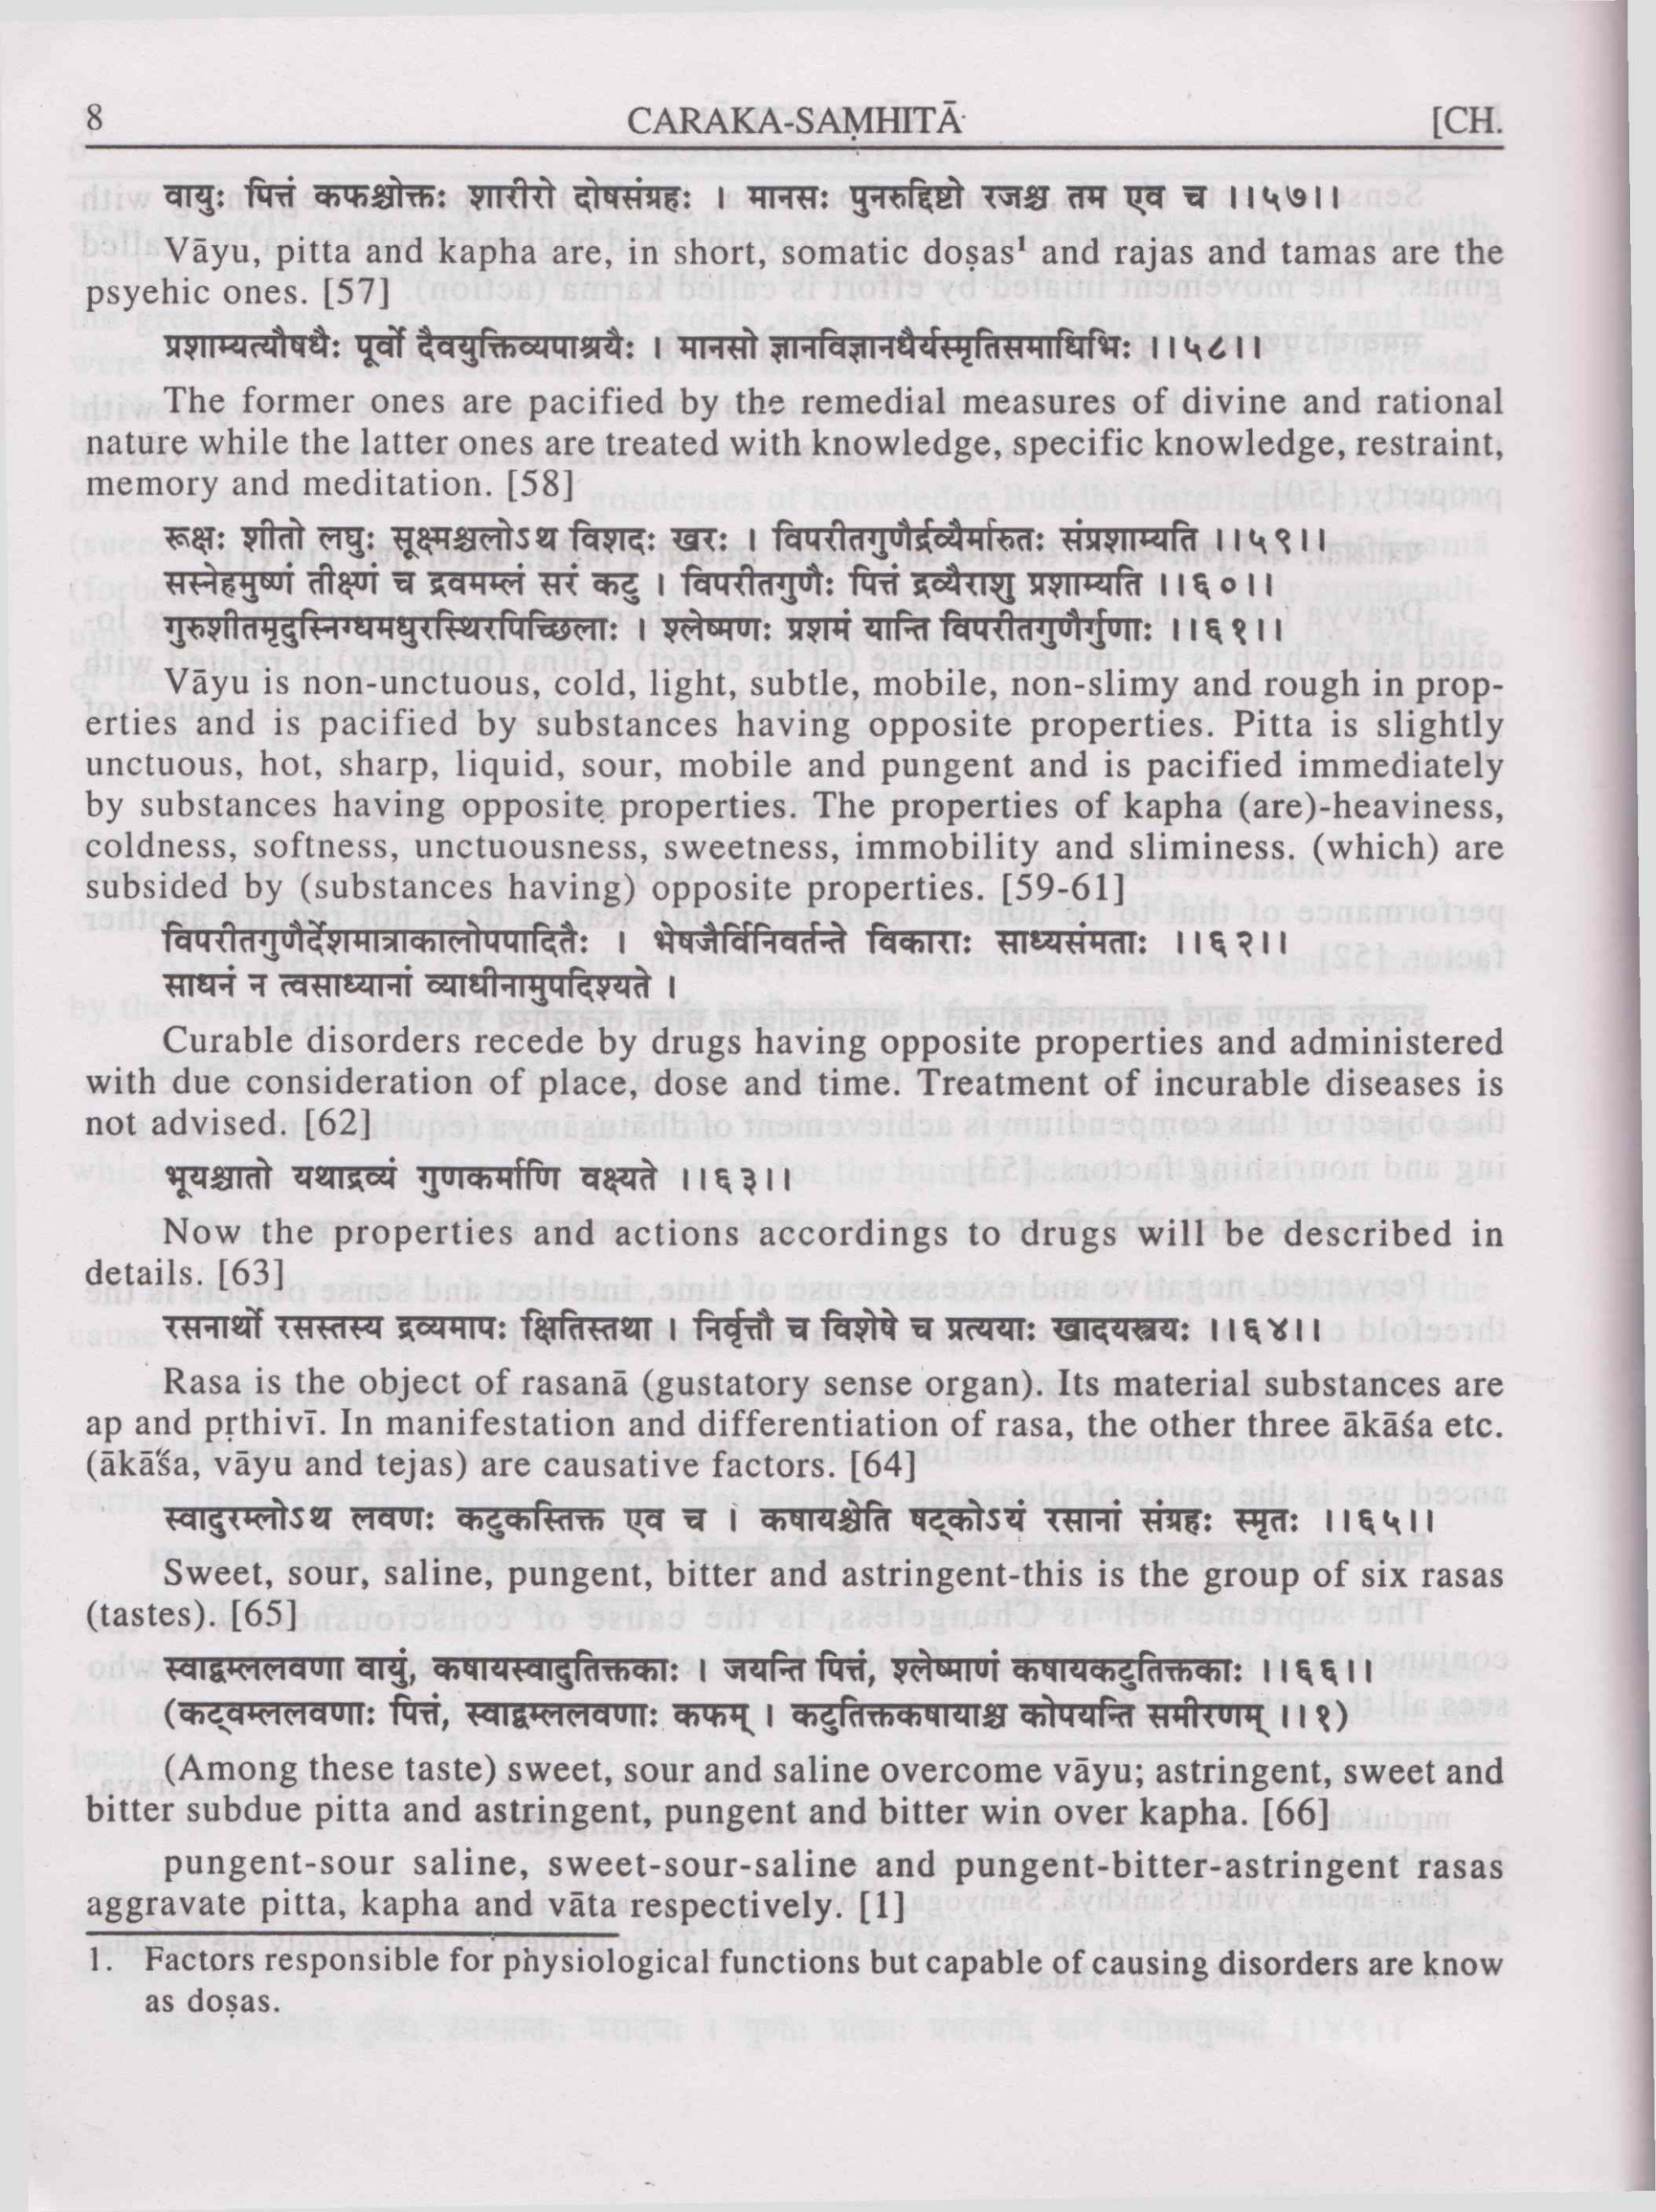 8
CARAKA-SAṂHITĀ
[CH.
वायुः पित्तं कफश्चोक्तः शारीरो दोषसंग्रहः । मानसः पुनरुद्दिष्टो रजश्च तम एव च ।।५७।।
Vāyu, pitta and kapha are, in short, somatic doṣas¹ and rajas and tamas are the
psyehic ones. [57]
प्रशाम्यत्यौषधैः पूर्वो दैवयुक्तिव्यपाश्रयैः । मानसो ज्ञानविज्ञानधैर्यस्मृतिसमाधिभिः ।।५८।।
The former ones are pacified by the remedial measures of divine and rational
nature while the latter ones are treated with knowledge, specific knowledge, restraint,
memory and meditation. [58]
रूक्षः शीतो लघुः सूक्ष्मश्चलोऽथ विशदः खरः । विपरीतगुणैर्द्रव्यैर्मारुतः संप्रशाम्यति ।।५९।।
सस्नेहमुष्णं तीक्ष्णं च द्रवमम्लं सरं कटु । विपरीतगुणैः पित्तं द्रव्यैराशु प्रशाम्यति ।।६०।।
गुरुशीतमृदुस्निग्धमधुरस्थिरपिच्छिलाः । श्लेष्मणः प्रशमं यान्ति विपरीतगुणैर्गुणाः ।।६१।।
Vāyu is non-unctuous, cold, light, subtle, mobile, non-slimy and rough in prop-
erties and is pacified by substances having opposite properties. Pitta is slightly
unctuous, hot, sharp, liquid, sour, mobile and pungent and is pacified immediately
by substances having opposite properties. The properties of kapha (are)-heaviness,
coldness, softness, unctuousness, sweetness, immobility and sliminess. (which) are
subsided by (substances having) opposite properties. [59-61]
विपरीतगुणैर्देशमात्राकालोपपादितैः । भेषजैर्विनिवर्तन्ते विकाराः साध्यसंमताः ।।६२।।
साधनं न त्वसाध्यानां व्याधीनामुपदिश्यते ।
Curable disorders recede by drugs having opposite properties and administered
with due consideration of place, dose and time. Treatment of incurable diseases is
not advised. [62]
भूयश्चातो यथाद्रव्यं गुणकर्माणि वक्ष्यते ।।६३।।
Now the properties and actions accordings to drugs will be described in
details. [63]
रसनार्थो रसस्तस्य द्रव्यमापः क्षितिस्तथा । निर्वृत्तौ च विशेषे च प्रत्ययाः खादयस्त्रयः ।।६४।।
Rasa is the object of rasanā (gustatory sense organ). Its material substances are
ap and pṛthivī. In manifestation and differentiation of rasa, the other three ākāśa etc.
(ākāśa, vāyu and tejas) are causative factors. [64]
स्वादुरम्लोऽथ लवणः कटुकस्तिक्त एव च । कषायश्चेति षट्कोऽयं रसानां संग्रहः स्मृतः ।।६५।।
Sweet, sour, saline, pungent, bitter and astringent-this is the group of six rasas
(tastes). [65]
स्वाद्वम्ललवणा वायुं, कषायस्वादुतिक्तकाः । जयन्ति पित्तं, श्लेष्माणं कषायकटुतिक्तकाः ।।६६।।
(कट्वम्ललवणाः पित्तं, स्वाद्वम्ललवणाः कफम् । कटुतिक्तकषायाश्च कोपयन्ति समीरणम् ।।१)
(Among these taste) sweet, sour and saline overcome vāyu; astringent, sweet and
bitter subdue pitta and astringent, pungent and bitter win over kapha. [66]
pungent-sour saline, sweet-sour-saline and pungent-bitter-astringent rasas
aggravate pitta, kapha and vāta respectively. [1]
1. Factors responsible for physiological functions but capable of causing disorders are know
as doṣas.